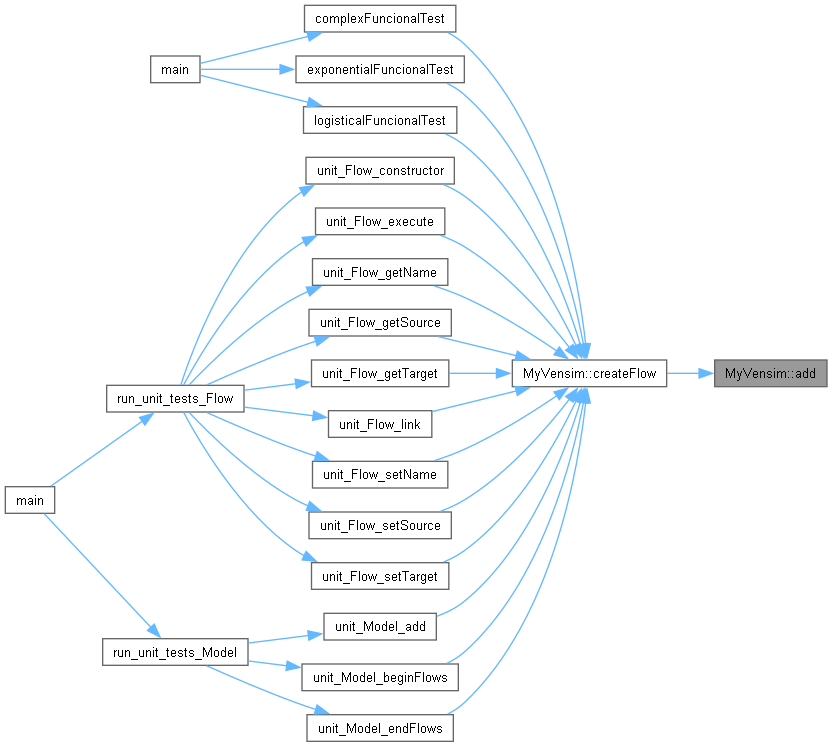 complexFuncionalTest
main
exponentialFuncionalTest
logisticalFuncionalTest
unit_Flow_constructor
unit_Flow_execute
unit_Flow_getName
unit_Flow_getSource
unit_Flow_getTarget
MyVensim::createFlow
MyVensim::add
run_unit_tests_Flow
unit_Flow_link
unit_Flow_setName
main
unit_Flow_setSource
unit_Flow_setTarget
unit_Model_add
run_unit_tests_Model
unit_Model_beginFlows
unit_Model_endFlows